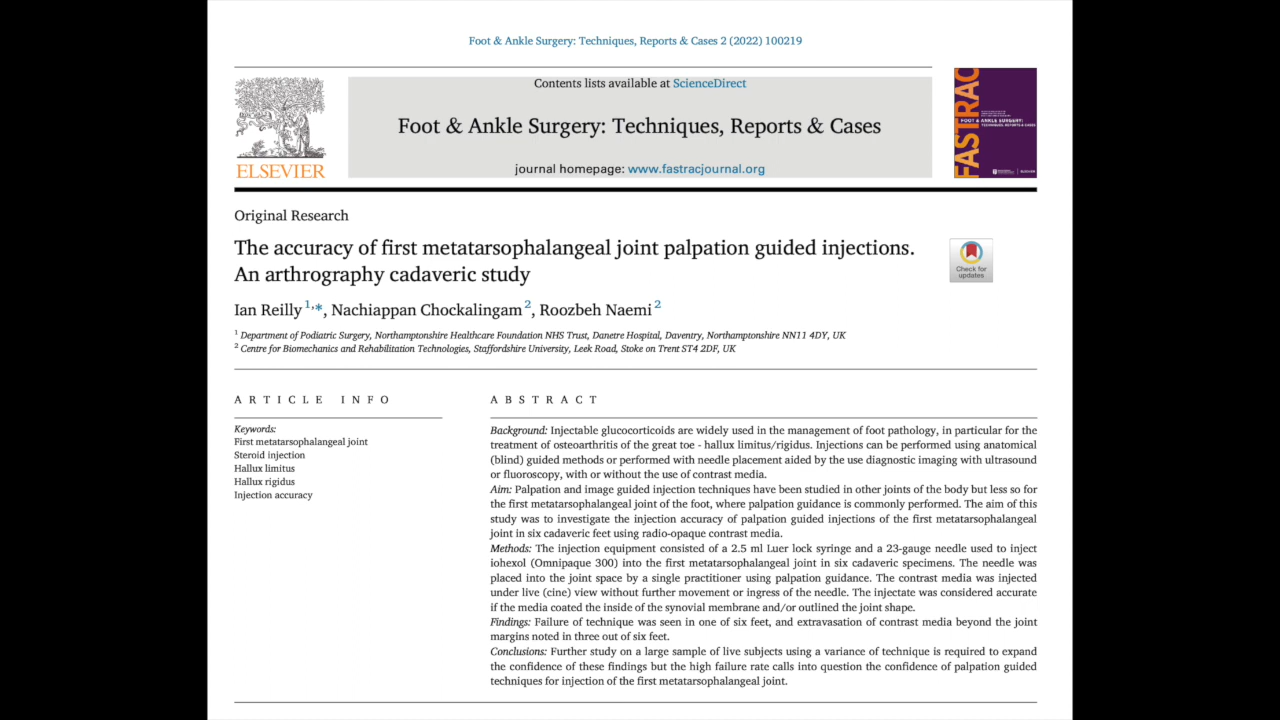 Foot & Ankle Surgery: Techniques, Reports & Cases 2 (2022) 100219
Contents lists available at ScienceDirect
Foot & Ankle Surgery: Techniques, Reports & Cases
journal homepage: www.fastracjournal.org
ELSEVIER
FASTRAC
FOOT & ANKLE SURGERY:
TECHNIQUES, REPORTS & CASES
Original Research
The accuracy of first metatarsophalangeal joint palpation guided injections.
An arthrography cadaveric study
Check for
updates
Ian Reilly 1,*, Nachiappan Chockalingam 2, Roozbeh Naemi 2
1 Department of Podiatric Surgery, Northamptonshire Healthcare Foundation NHS Trust, Danetre Hospital, Daventry, Northamptonshire NN11 4DY, UK
2 Centre for Biomechanics and Rehabilitation Technologies, Staffordshire University, Leek Road, Stoke on Trent ST4 2DF, UK
ARTICLE INFO
Keywords:
First metatarsophalangeal joint
Steroid injection
Hallux limitus
Hallux rigidus
Injection accuracy
ABSTRACT
Background: Injectable glucocorticoids are widely used in the management of foot pathology, in particular for the
treatment of osteoarthritis of the great toe - hallux limitus/rigidus. Injections can be performed using anatomical
(blind) guided methods or performed with needle placement aided by the use diagnostic imaging with ultrasound
or fluoroscopy, with or without the use of contrast media.
Aim: Palpation and image guided injection techniques have been studied in other joints of the body but less so for
the first metatarsophalangeal joint of the foot, where palpation guidance is commonly performed. The aim of this
study was to investigate the injection accuracy of palpation guided injections of the first metatarsophalangeal
joint in six cadaveric feet using radio-opaque contrast media.
Methods: The injection equipment consisted of a 2.5 ml Luer lock syringe and a 23-gauge needle used to inject
iohexol (Omnipaque 300) into the first metatarsophalangeal joint in six cadaveric specimens. The needle was
placed into the joint space by a single practitioner using palpation guidance. The contrast media was injected
under live (cine) view without further movement or ingress of the needle. The injectate was considered accurate
if the media coated the inside of the synovial membrane and/or outlined the joint shape.
Findings: Failure of technique was seen in one of six feet, and extravasation of contrast media beyond the joint
margins noted in three out of six feet.
Conclusions: Further study on a large sample of live subjects using a variance of technique is required to expand
the confidence of these findings but the high failure rate calls into question the confidence of palpation guided
techniques for injection of the first metatarsophalangeal joint.